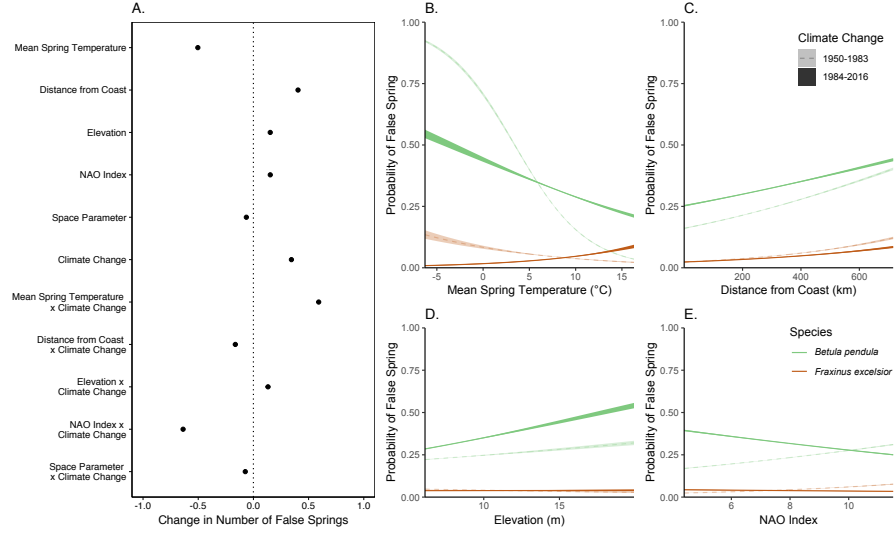 A.
Mean Spring Temperature
Distance from Coast
Elevation
NAO Index
Space Parameter
Climate Change
Mean Spring Temperature
x Climate Change
Distance from Coast
x Climate Change
Elevation x
Climate Change
NAO Index x
Climate Change
Space Parameter
x Climate Change
-1.0 -0.5 0.0 0.5 1.0
Change in Number of False Springs
B.
1.00
0.75
0.50
0.25
0.00
Probability of False Spring
-5 0 5 10 15
Mean Spring Temperature (°C)
C.
1.00
0.75
0.50
0.25
0.00
Probability of False Spring
200 400 600
Distance from Coast (km)
Climate Change
1950-1983
1984-2016
D.
1.00
0.75
0.50
0.25
0.00
Probability of False Spring
10 15
Elevation (m)
E.
1.00
0.75
0.50
0.25
0.00
Probability of False Spring
6 8 10
NAO Index
Species
Betula pendula
Fraxinus excelsior